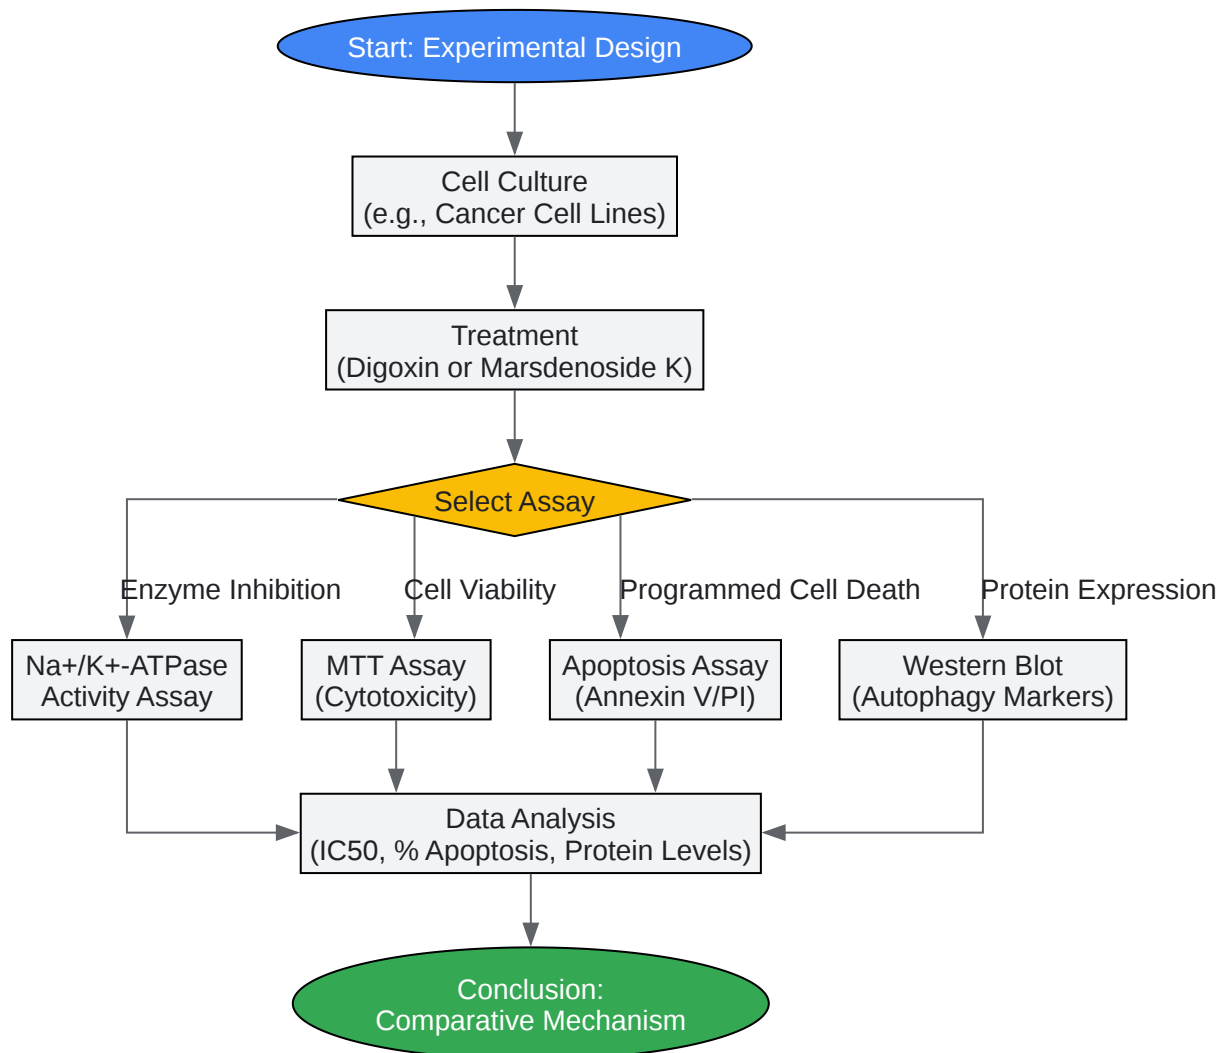 Start: Experimental Design
Cell Culture
(e.g., Cancer Cell Lines)
Treatment
(Digoxin or Marsdenoside K)
Select Assay
Enzyme Inhibition
Cell Viability
Programmed Cell Death
Protein Expression
Na+/K+-ATPase
Activity Assay
MTT Assay
(Cytotoxicity)
Apoptosis Assay
(Annexin V/PI)
Western Blot
(Autophagy Markers)
Data Analysis
(IC50, % Apoptosis, Protein Levels)
Conclusion:
Comparative Mechanism